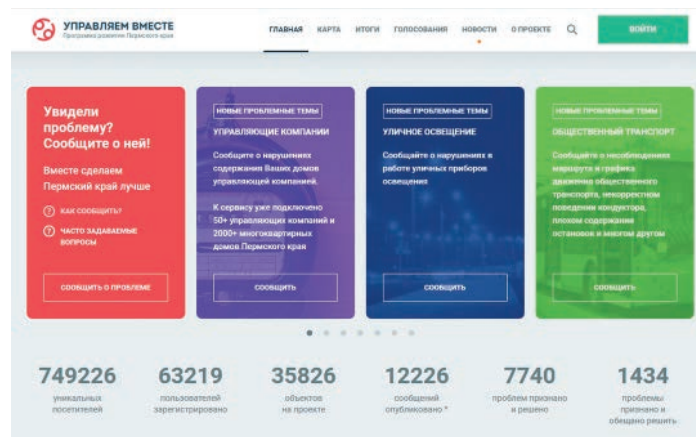 УПРАВЛЯЕМ ВМЕСТЕ
Программа развития Пермского края
ГЛАВНАЯ КАРТА ИТОГИ ГОЛОСОВАНИЯ НОВОСТИ О ПРОЕКТЕ
ВОЙТИ
Увидели
проблему?
Сообщите о ней!
Вместе сделаем
Пермский край лучше
КАК СООБЩИТЬ?
ЧАСТО ЗАДАВАЕМЫЕ
ВОПРОСЫ
СООБЩИТЬ О ПРОБЛЕМЕ
НОВЫЕ ПРОБЛЕМНЫЕ ТЕМЫ
УПРАВЛЯЮЩИЕ КОМПАНИИ
Сообщите о нарушениях
содержания Ваших домов
управляющей компанией.
К сервису уже подключено
50+ управляющих компаний и
2000+ многоквартирных
домов Пермского края
СООБЩИТЬ
НОВЫЕ ПРОБЛЕМНЫЕ ТЕМЫ
УЛИЧНОЕ ОСВЕЩЕНИЕ
Сообщайте о нарушениях в
работе уличных приборов
освещения
СООБЩИТЬ
НОВЫЕ ПРОБЛЕМНЫЕ ТЕМЫ
ОБЩЕСТВЕННЫЙ ТРАНСПОРТ
Сообщайте о несоблюдениях
маршрута и графика
движения общественного
транспорта, некорректном
поведении кондуктора,
плохом содержание
остановок и многом другом
СООБЩИТЬ
749226
уникальных
посетителей
63219
пользователей
зарегистрировано
35826
объектов
на проекте
12226
сообщений
опубликовано *
7740
проблем признано
и решено
1434
проблемы
признано и
обещано решить